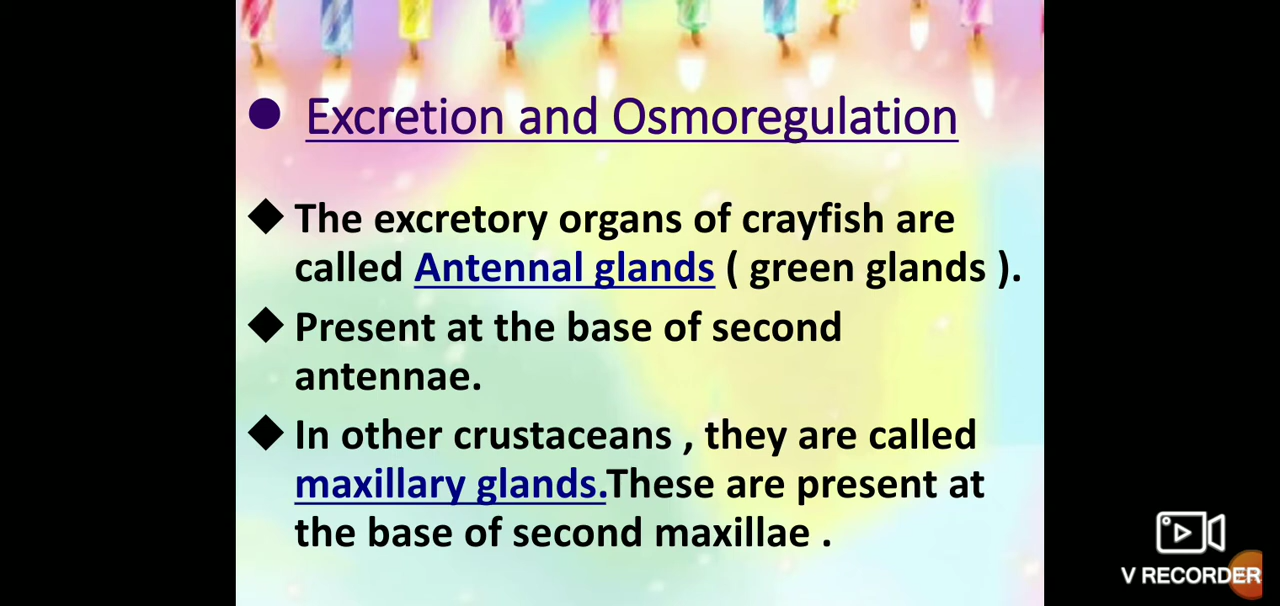 ● Excretion and Osmoregulation
◆ The excretory organs of crayfish are
called Antennal glands ( green glands ).
◆ Present at the base of second
antennae.
◆ In other crustaceans , they are called
maxillary glands.These are present at
the base of second maxillae .
V RECORDER